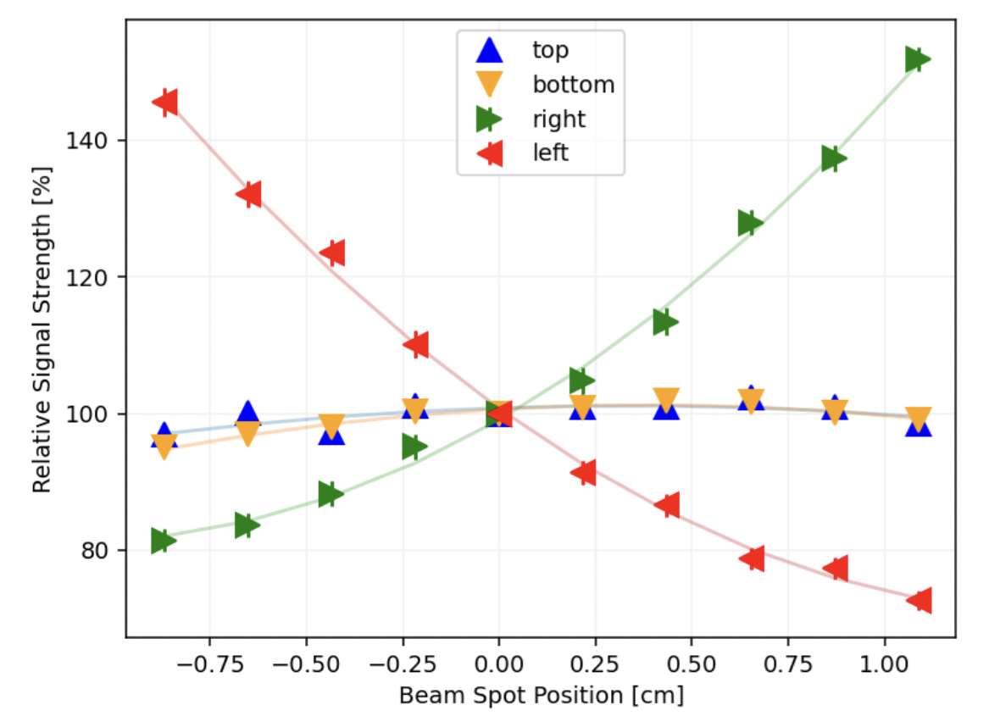 top
bottom
right
left
Relative Signal Strength [%]
140
120
100
80
−0.75 −0.50 −0.25 0.00 0.25 0.50 0.75 1.00
Beam Spot Position [cm]